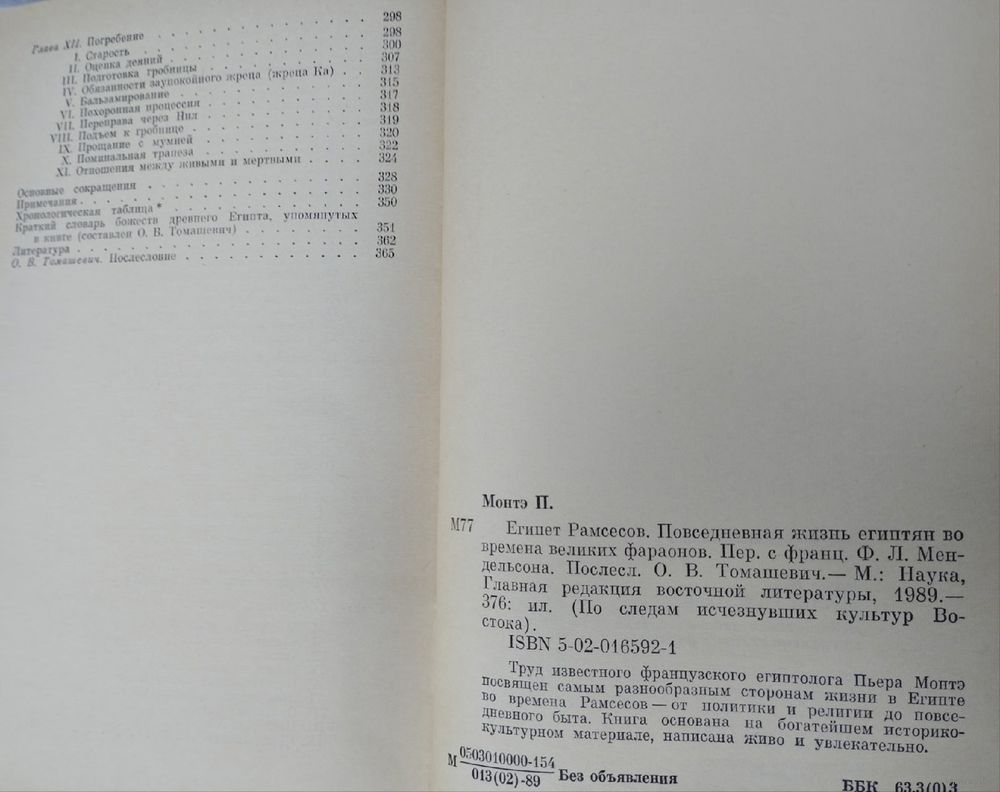 Глава XII. Погребение . . . . . . . . . . 298
I. Старость . . . . . . . . . . 298
II. Оценка деяний . . . . . . . . . . 300
III. Подготовка гробницы . . . . . . . . . . 307
IV. Обязанности заупокойного жреца (жреца Ка) . . 313
V. Бальзамирование . . . . . . . . . . 315
VI. Похоронная процессия . . . . . . . . . . 317
VII. Переправа через Нил . . . . . . . . . . 318
VIII. Подъем к гробнице . . . . . . . . . . 319
IX. Прощание с мумией . . . . . . . . . . 320
X. Поминальная трапеза . . . . . . . . . . 322
XI. Отношения между живыми и мертвыми . . . . 324
Основные сокращения . . . . . . . . . . 328
Примечания . . . . . . . . . . 330
Хронологическая таблица* . . . . . . . . . . 350
Краткий словарь божеств древнего Египта, упомянутых
в книге (составлен О. В. Томашевич) . . . . . . . . 351
Литература . . . . . . . . . . 362
О. В. Томашевич. Послесловие . . . . . . . . . . 365
Монтэ П.
М77 Египет Рамсесов. Повседневная жизнь египтян во
времена великих фараонов. Пер. с франц. Ф. Л. Мен-
дельсона. Послесл. О. В. Томашевич.— М.: Наука,
Главная редакция восточной литературы, 1989.—
376: ил. (По следам исчезнувших культур Во-
стока).
ISBN 5-02-016592-1
Труд известного французского египтолога Пьера Монтэ
посвящен самым разнообразным сторонам жизни в Египте
во времена Рамсесов — от политики и религии до повсе-
дневного быта. Книга основана на богатейшем историко-
культурном материале, написана живо и увлекательно.
М 0503010000-154
013(02)-89 Без объявления
ББК 63.3(0)3